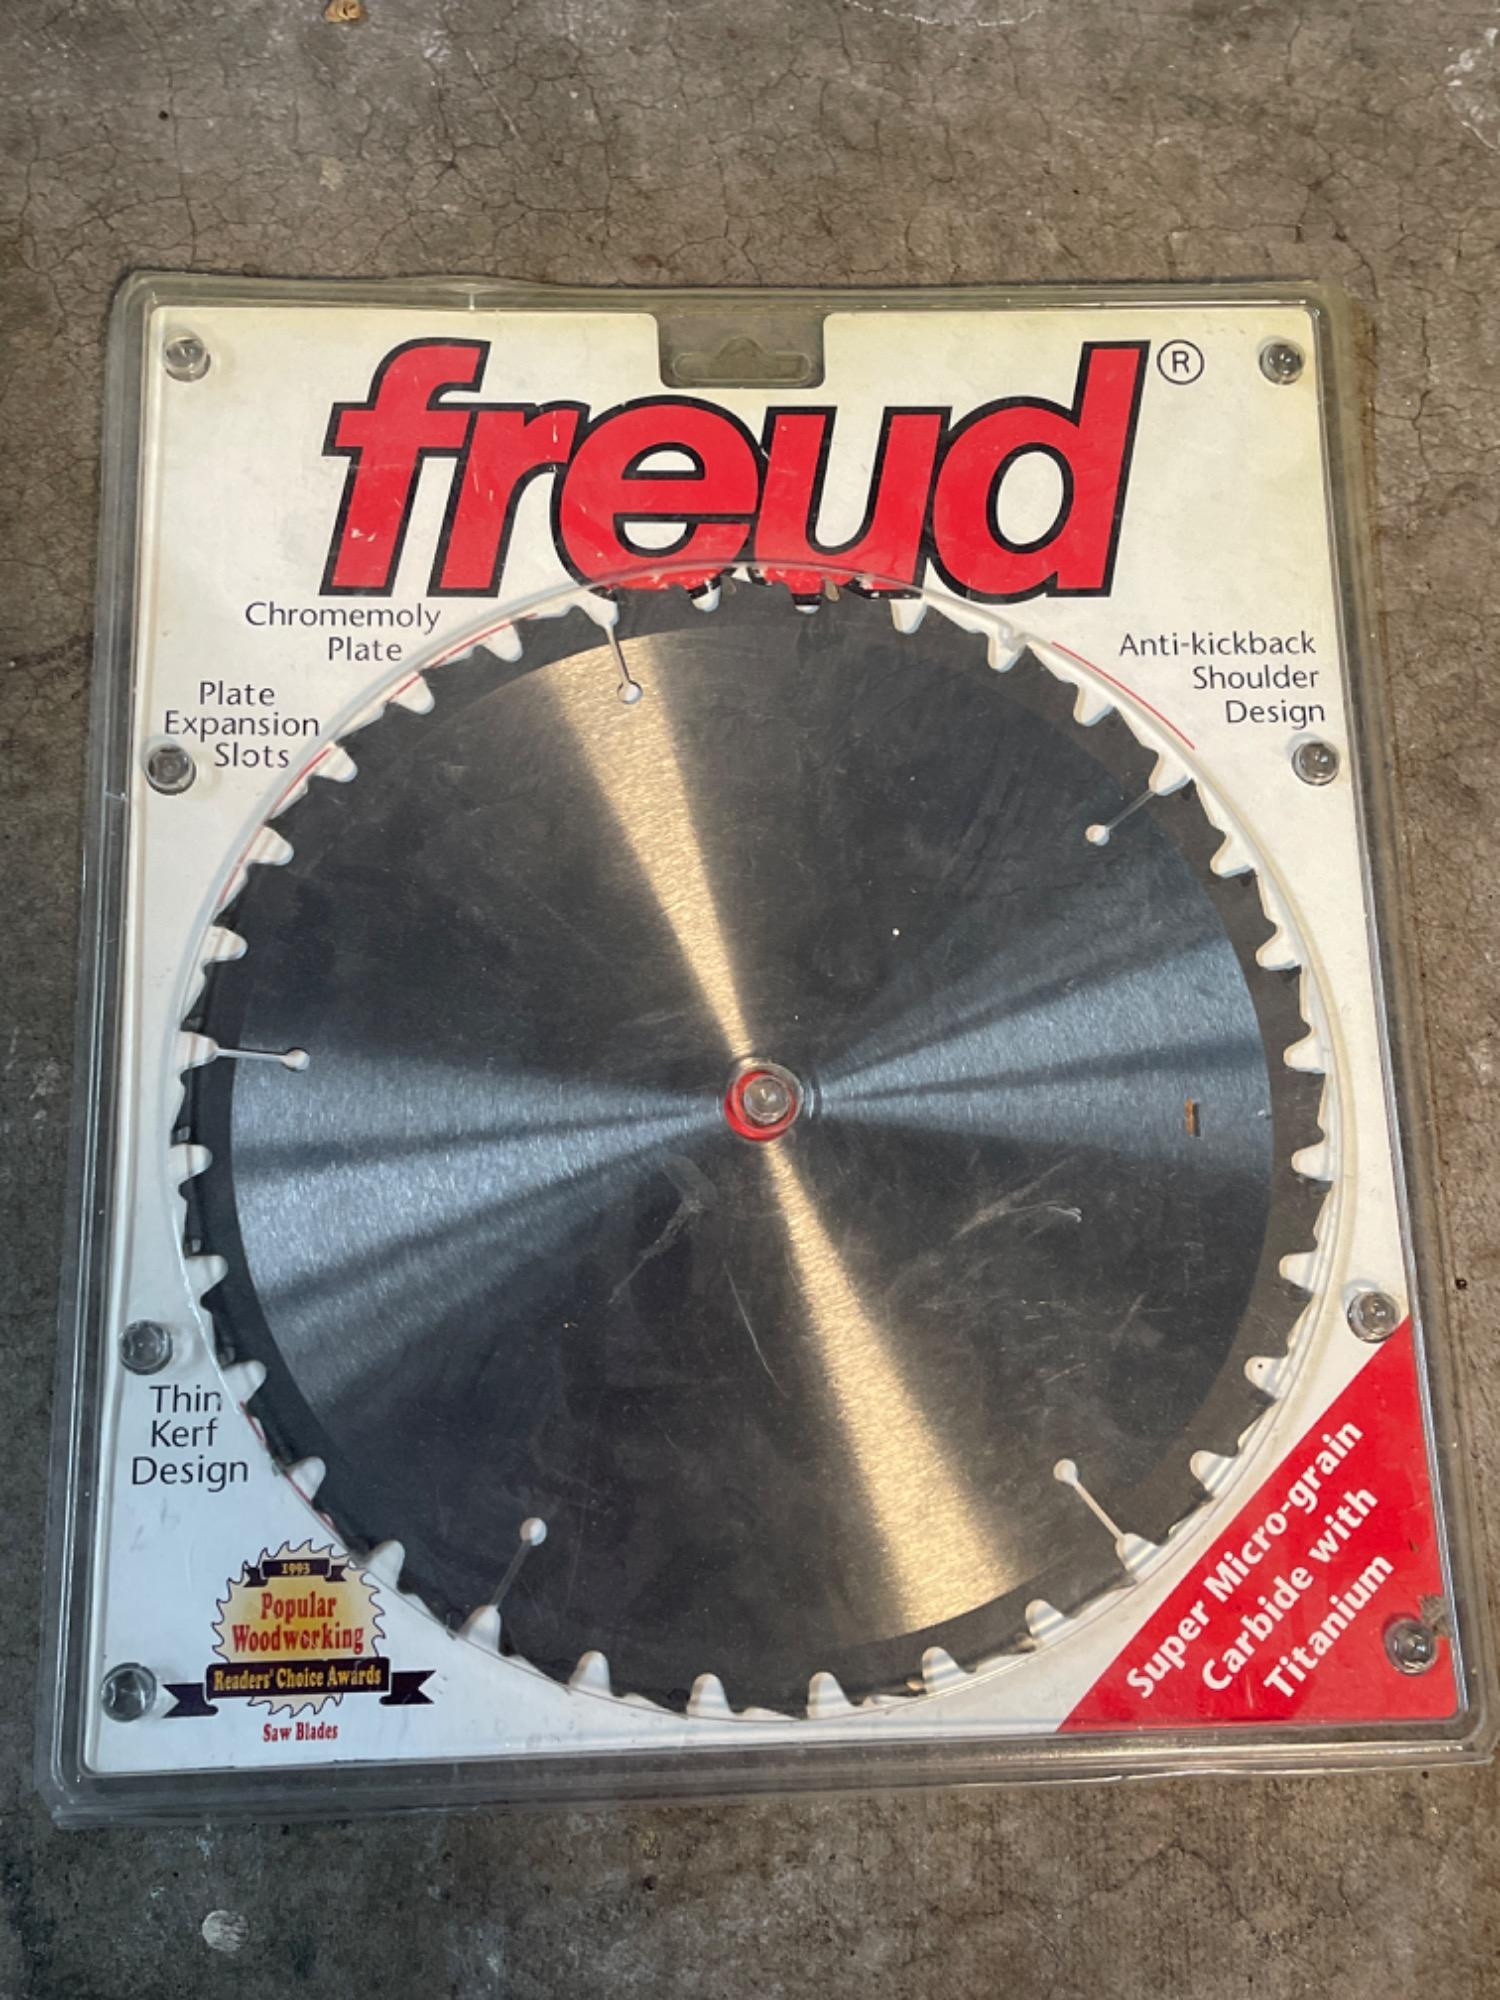 freud®
Chromemoly
Plate
Plate
Expansion
Slots
Anti-kickback
Shoulder
Design
Thin
Kerf
Design
1993
Popular
Woodworking
Readers' Choice Awards
Saw Blades
Super Micro-grain
Carbide with
Titanium